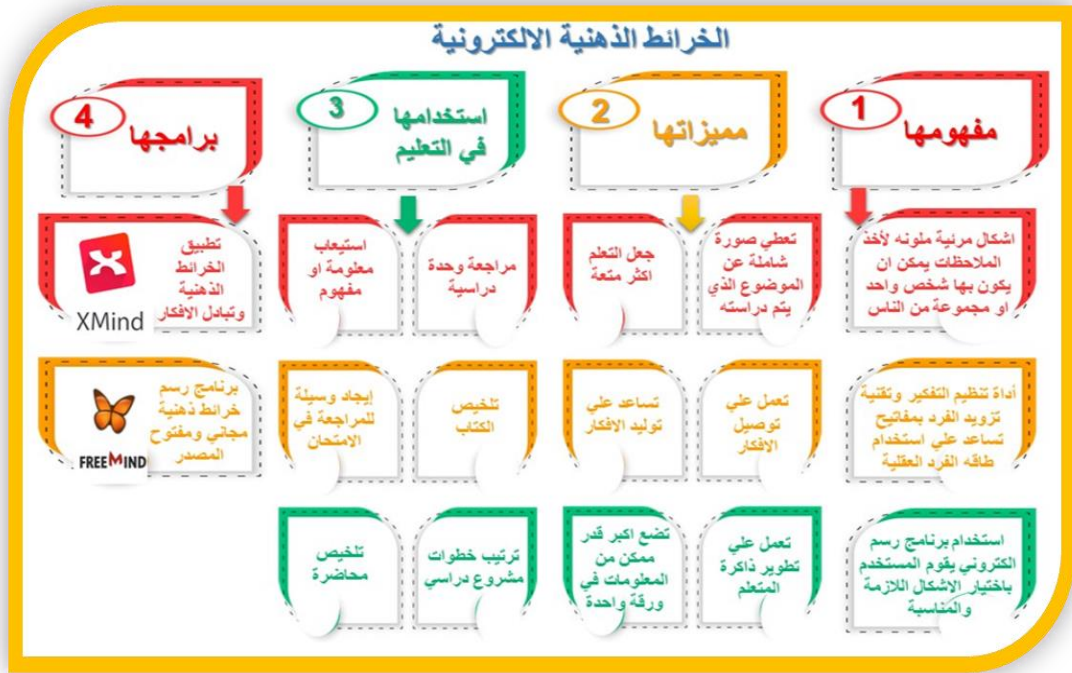 الخرائط الذهنية الالكترونية
1
مفهومها
2
مميزاتها
3
استخدامها
في التعليم
4
برامجها
اشكال مرئية ملونه لأخذ
الملاحظات يمكن ان
يكون بها شخص واحد
او مجموعة من الناس
تعطي صورة
شاملة عن
الموضوع الذي
يتم دراسته
جعل التعلم
اكثر متعة
مراجعة وحدة
دراسية
استيعاب
معلومة او
مفهوم
تطبيق
الخرائط
الذهنية
وتبادل الافكار
XMind
أداة تنظيم التفكير وتقنية
تزويد الفرد بمفاتيح
تساعد علي استخدام
طاقه الفرد العقلية
تعمل علي
توصيل
الافكار
تساعد علي
توليد الافكار
تلخيص
الكتاب
إيجاد وسيلة
للمراجعة في
الامتحان
برنامج رسم
خرائط ذهنية
مجاني ومفتوح
المصدر
FREEMIND
استخدام برنامج رسم
الكتروني يقوم المستخدم
باختيار الاشكال اللازمة
والمناسبة
تعمل علي
تطوير ذاكرة
المتعلم
تضع اكبر قدر
ممكن من
المعلومات في
ورقة واحدة
ترتيب خطوات
مشروع دراسي
تلخيص
محاضرة